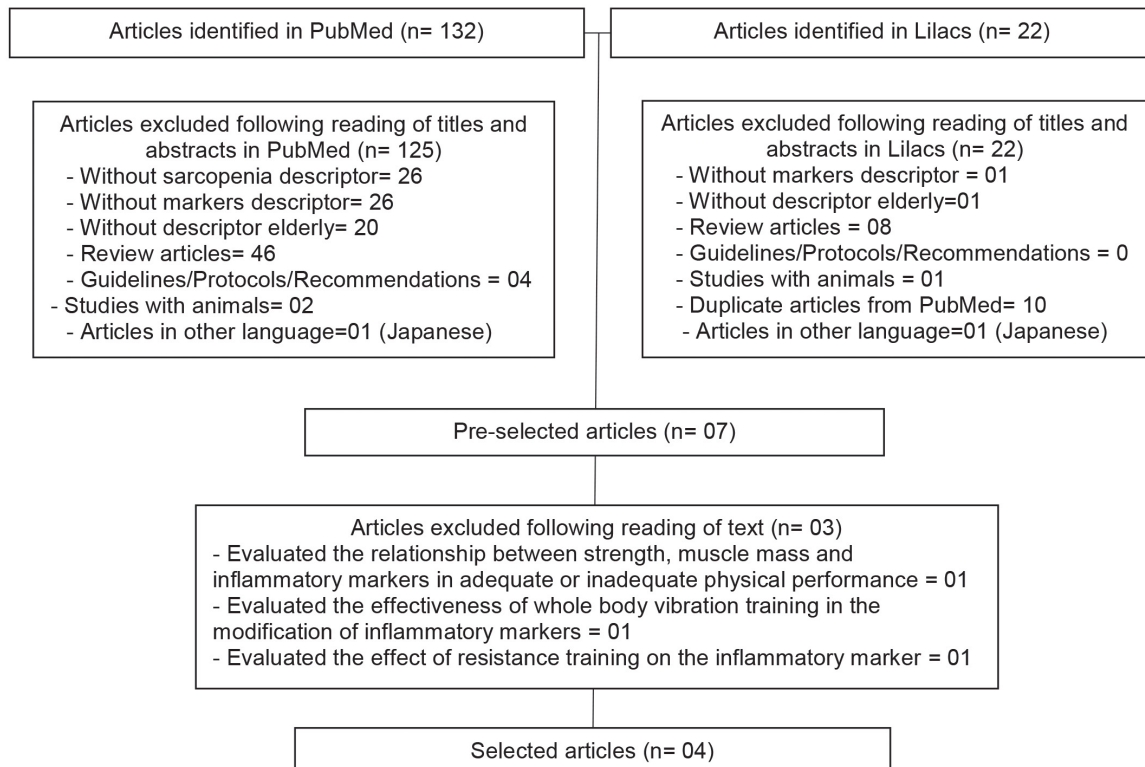 Articles identified in PubMed (n= 132)
Articles identified in Lilacs (n= 22)
Articles excluded following reading of titles and
abstracts in PubMed (n= 125)
- Without sarcopenia descriptor= 26
- Without markers descriptor= 26
- Without descriptor elderly= 20
- Review articles= 46
- Guidelines/Protocols/Recommendations = 04
- Studies with animals= 02
- Articles in other language=01 (Japanese)
Articles excluded following reading of titles and
abstracts in Lilacs (n= 22)
- Without markers descriptor = 01
- Without descriptor elderly=01
- Review articles = 08
- Guidelines/Protocols/Recommendations = 0
- Studies with animals = 01
- Duplicate articles from PubMed= 10
- Articles in other language=01 (Japanese)
Pre-selected articles (n= 07)
Articles excluded following reading of text (n= 03)
- Evaluated the relationship between strength, muscle mass and
inflammatory markers in adequate or inadequate physical performance = 01
- Evaluated the effectiveness of whole body vibration training in the
modification of inflammatory markers = 01
- Evaluated the effect of resistance training on the inflammatory marker = 01
Selected articles (n= 04)